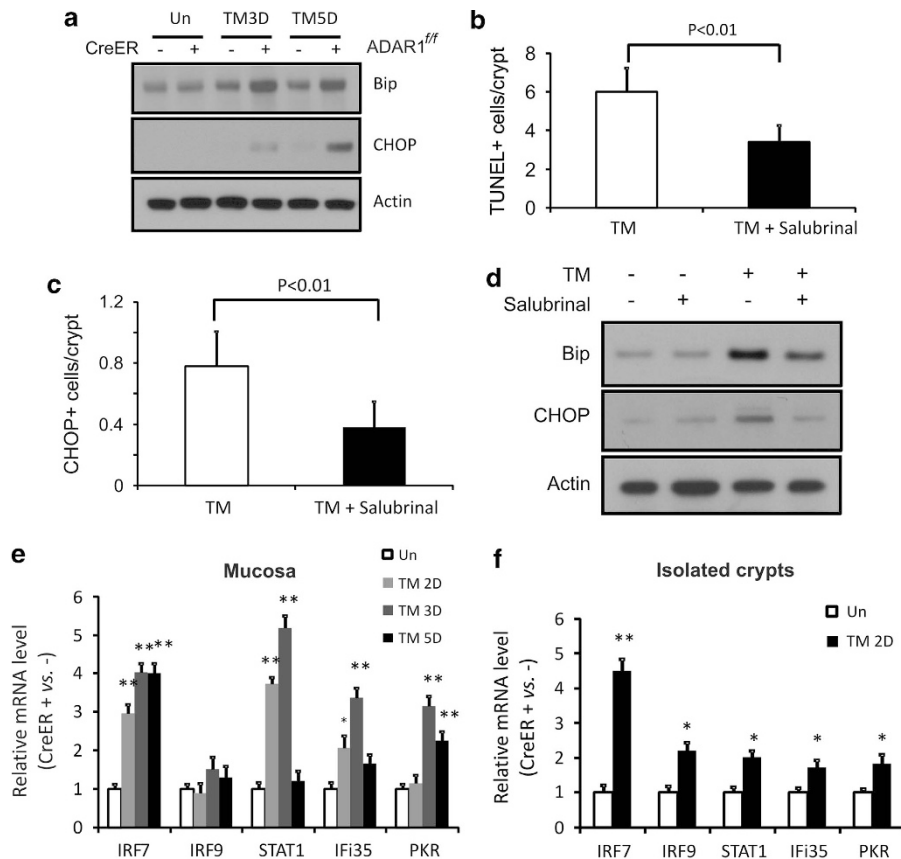 a
Un TM3D TM5D
CreER - + - + - + ADAR1f/f
Bip
CHOP
Actin
b
P<0.01
TUNEL+ cells/crypt
8
6
4
2
0
TM TM + Salubrinal
c
P<0.01
CHOP+ cells/crypt
1.2
0.8
0.4
0
TM TM + Salubrinal
d
TM - - + +
Salubrinal - + - +
Bip
CHOP
Actin
e
Mucosa
Un
TM 2D
TM 3D
TM 5D
Relative mRNA level
(CreER + vs. -)
6
5
4
3
2
1
0
** ** ** ** ** * ** ** **
IRF7 IRF9 STAT1 IFi35 PKR
f
Isolated crypts
Un
TM 2D
Relative mRNA level
(CreER + vs. -)
6
5
4
3
2
1
0
** * * * *
IRF7 IRF9 STAT1 IFi35 PKR